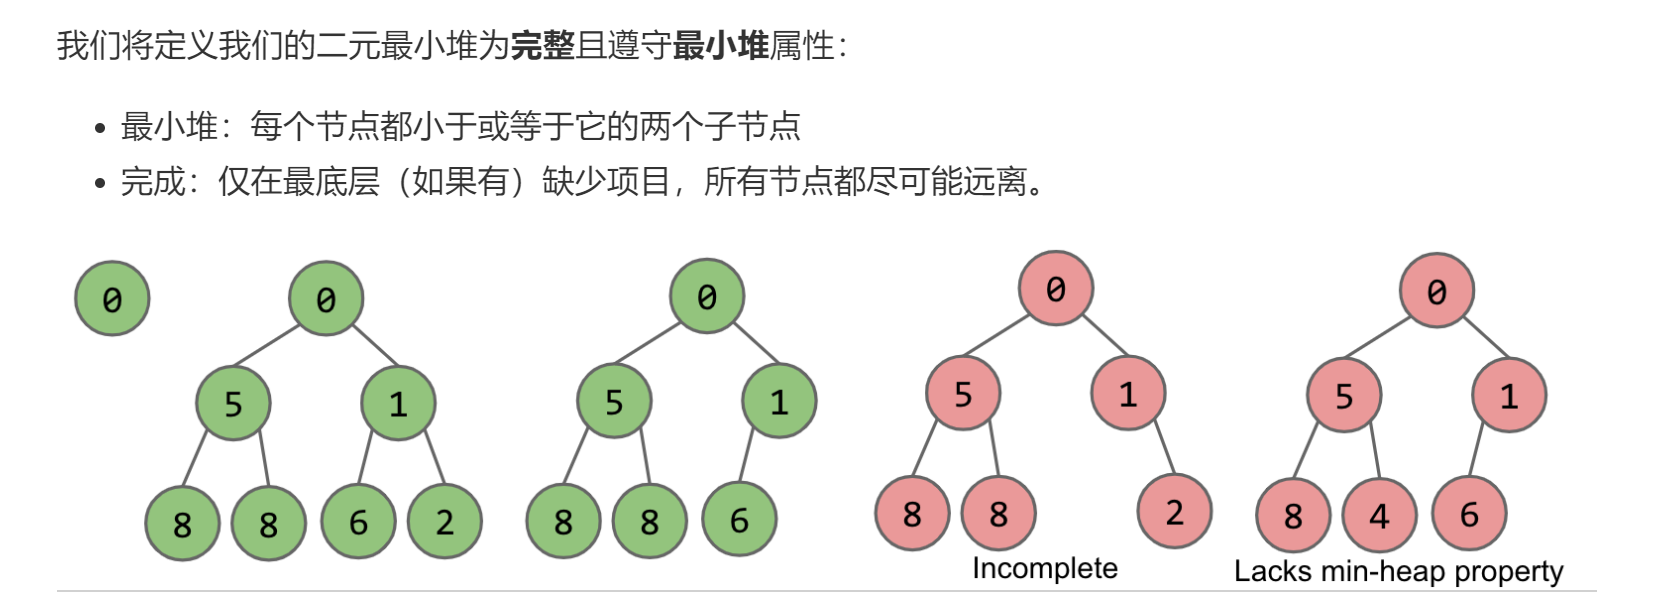 我们将定义我们的二元最小堆为完整且遵守最小堆属性：
• 最小堆：每个节点都小于或等于它的两个子节点
• 完成：仅在最底层（如果有）缺少项目，所有节点都尽可能远离。
0
0
5 1
8 8 6 2
0
5 1
8 8 6
0
5 1
8 8 2
Incomplete
0
5 1
8 4 6
Lacks min-heap property